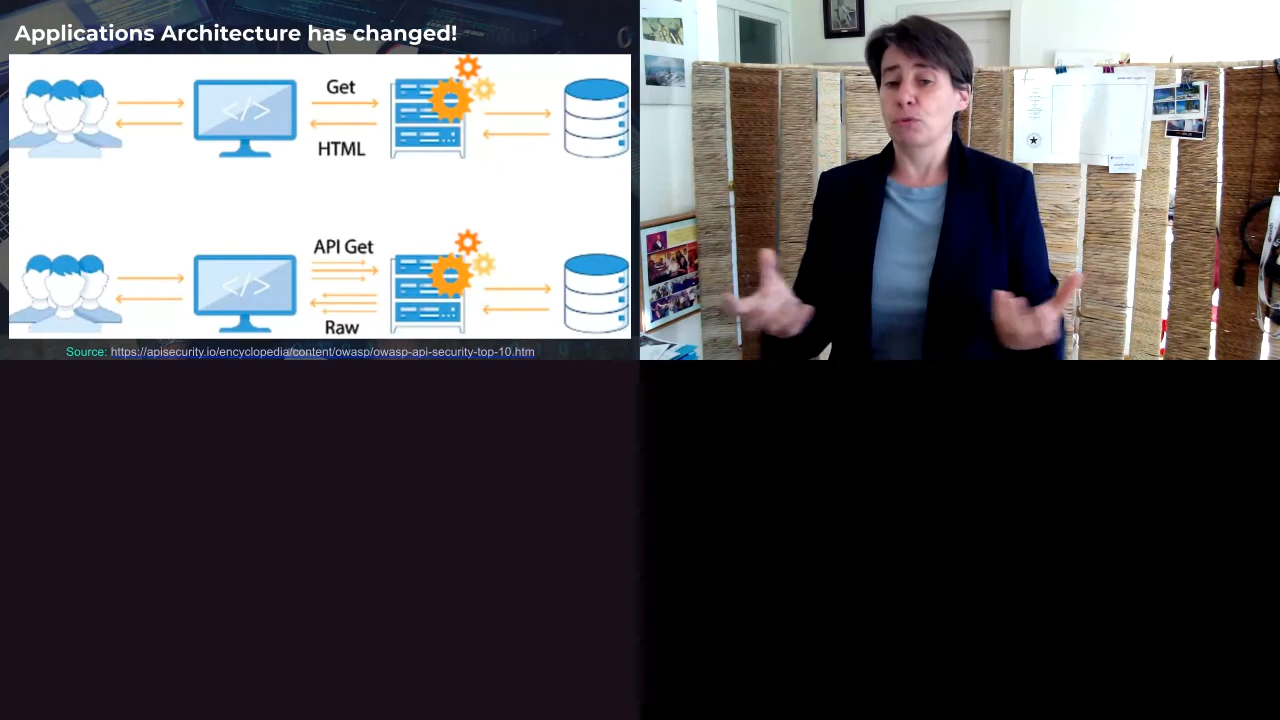 Applications Architecture has changed!
Get
HTML
</>
API Get
Raw
</>
Source: https://apisecurity.io/encyclopedia/content/owasp/owasp-api-security-top-10.htm